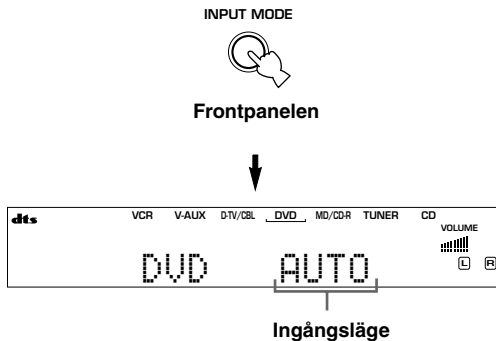 INPUT MODE
Frontpanelen
dts VCR V-AUX D-TV/CBL DVD MD/CD-R TUNER CD
VOLUME
L R
DVD AUTO
Ingångsläge